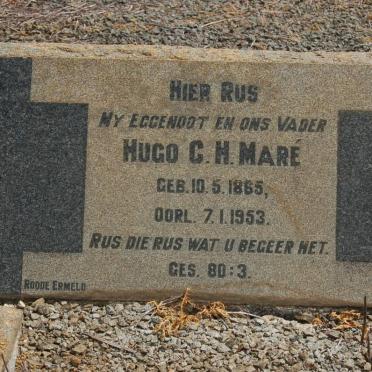 HIER RUS
MY EGGENOOT EN ONS VADER
HUGO C. H. MARÉ
GEB. 10. 5. 1865,
OORL. 7. 1. 1953.
RUS DIE RUS WAT U BEGEER HET.
GES. 80:3.
ROODE ERMELO